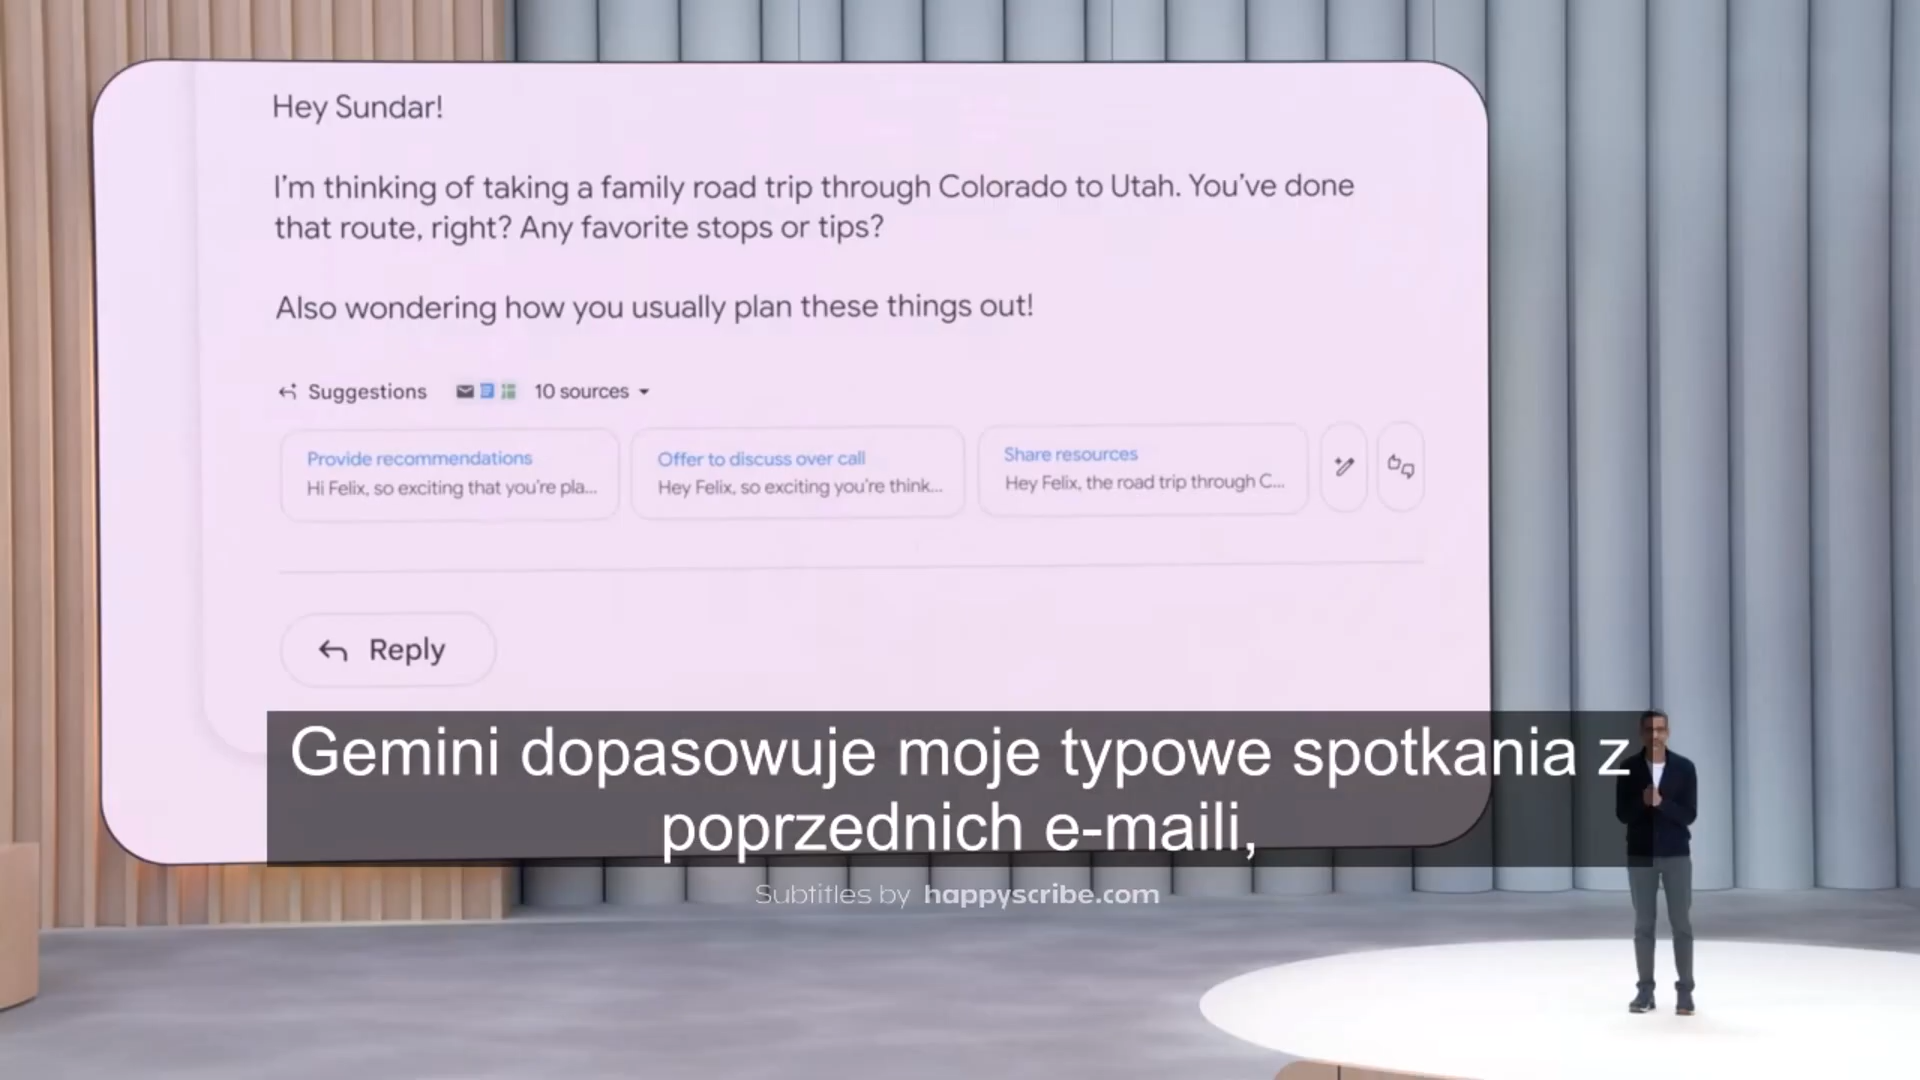 Hey Sundar!
I'm thinking of taking a family road trip through Colorado to Utah. You've done
that route, right? Any favorite stops or tips?
Also wondering how you usually plan these things out!
Suggestions 10 sources
Provide recommendations
Hi Felix, so exciting that you're pla...
Offer to discuss over call
Hey Felix, so exciting you're think...
Share resources
Hey Felix, the road trip through C...
Reply
Gemini dopasowuje moje typowe spotkania z
poprzednich e-maili,
Subtitles by happyscribe.com